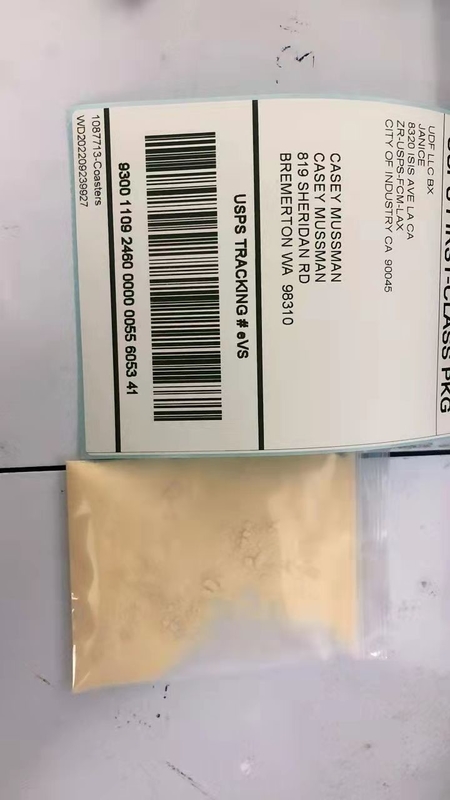 USPS FIRST-CLASS PKG
UDF LLC BX
JANICE
8320 ISIS AVE LA CA
ZR-USPS-FCM-LAX
CITY OF INDUSTRY CA 90045
CASEY MUSSMAN
CASEY MUSSMAN
819 SHERIDAN RD
BREMERTON WA 98310
USPS TRACKING # eVS
9300 1109 2460 0000 0055 6053 41
1087713-Coasters
WD202209239927